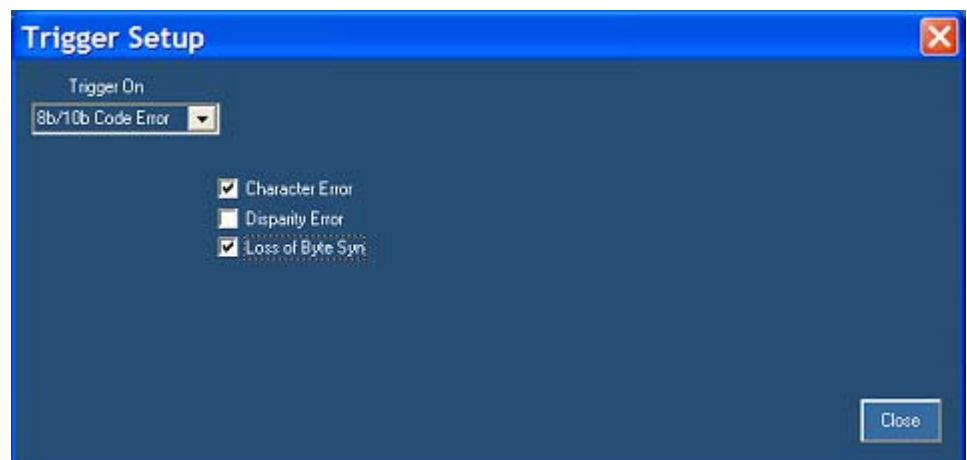 Trigger Setup
Trigger On
8b/10b Code Error
Character Error
Disparity Error
Loss of Byte Syn
Close